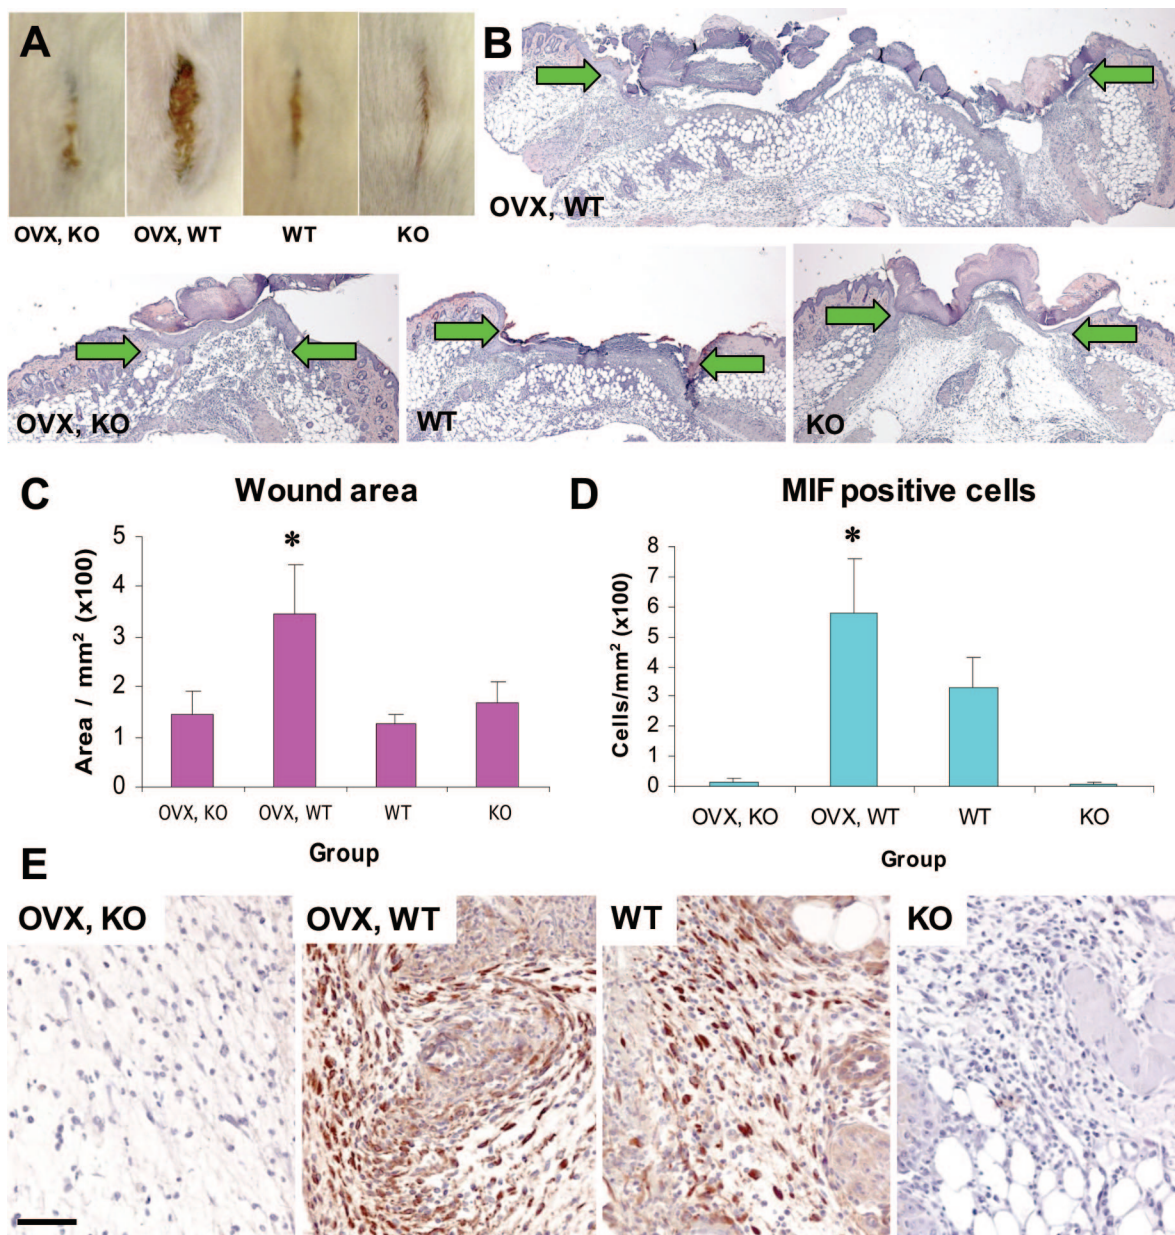 A
OVX, KO
OVX, WT
WT
KO
B
OVX, WT
OVX, KO
WT
KO
C
Wound area
Area / mm² (x100)
5
4
3
2
1
0
*
OVX, KO
OVX, WT
WT
KO
Group
D
MIF positive cells
Cells/mm² (x100)
8
7
6
5
4
3
2
1
0
*
OVX, KO
OVX, WT
WT
KO
Group
E
OVX, KO
OVX, WT
WT
KO